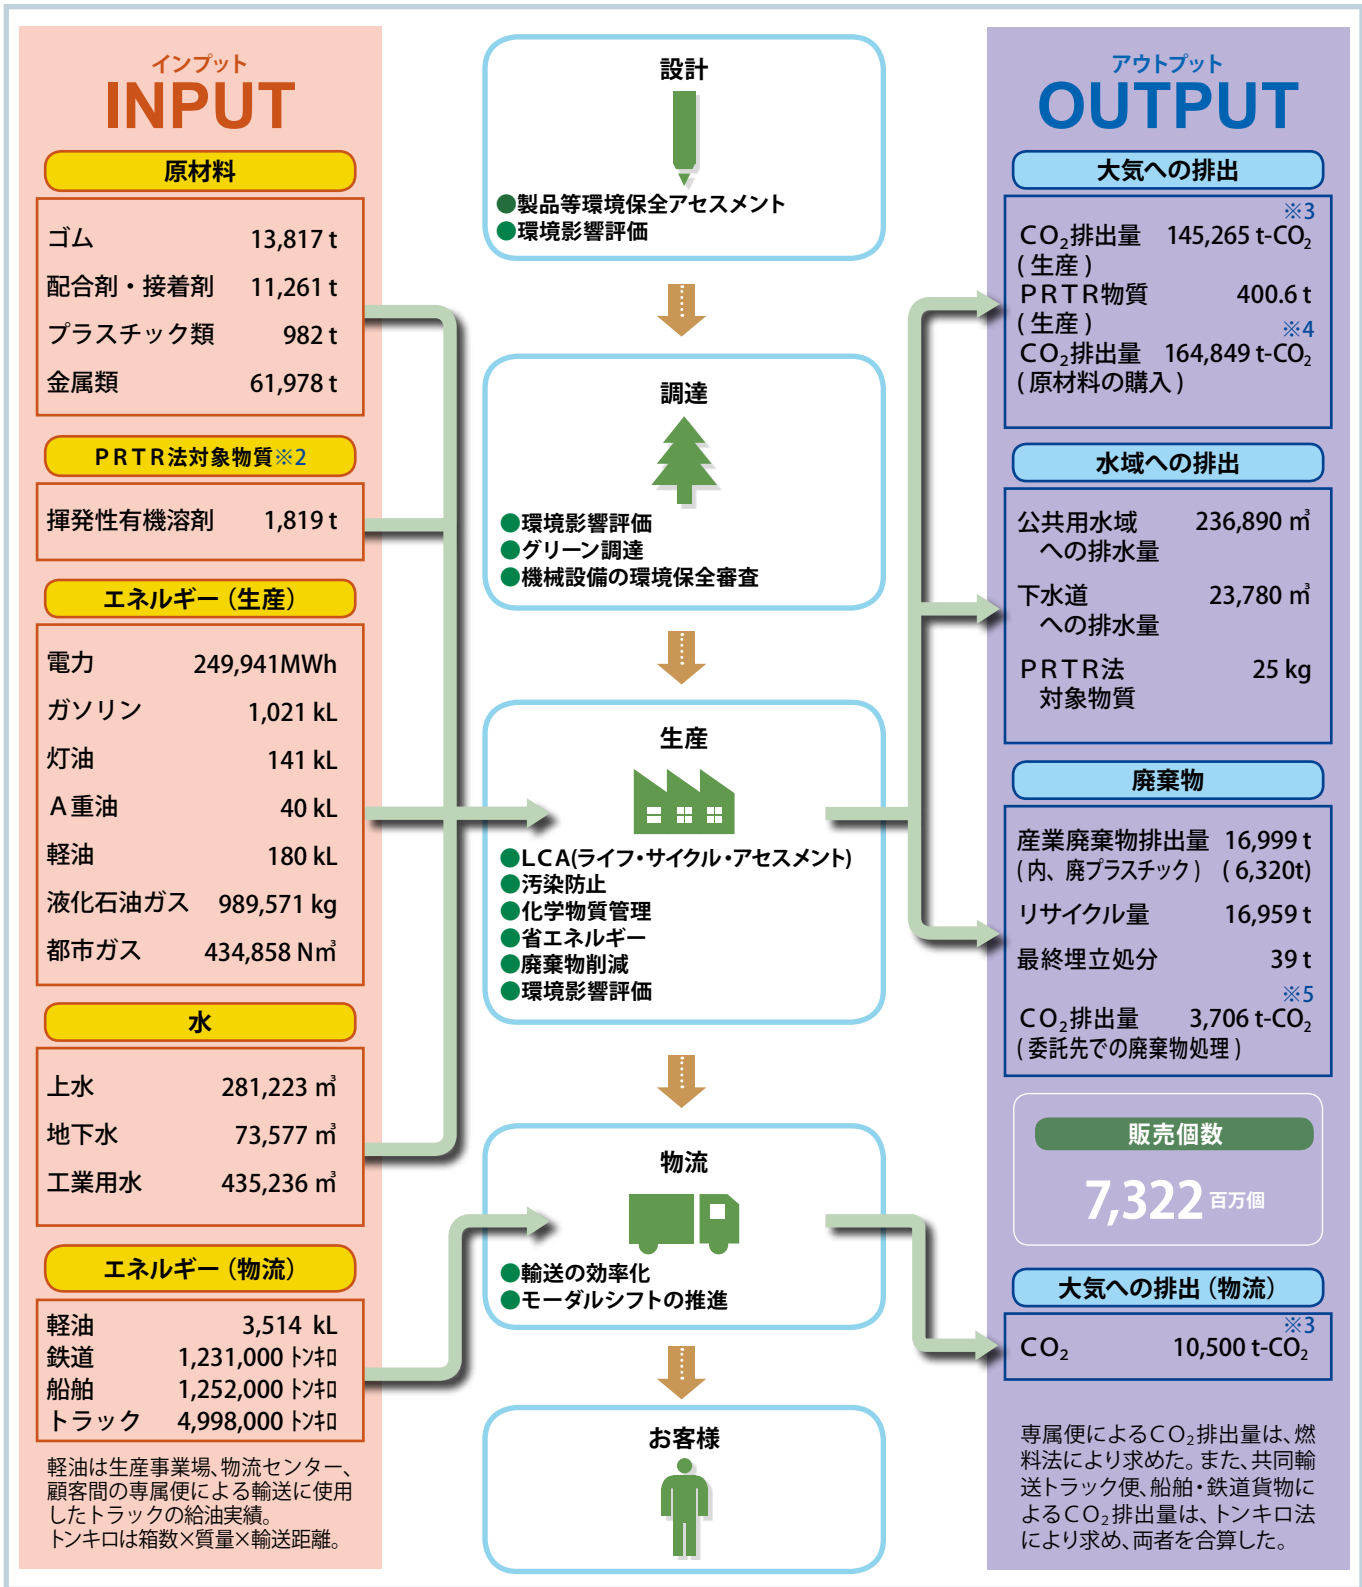 インプット
INPUT
原材料
ゴム 13,817 t
配合剤・接着剤 11,261 t
プラスチック類 982 t
金属類 61,978 t
PRTR法対象物質※2
揮発性有機溶剤 1,819 t
エネルギー（生産）
電力 249,941MWh
ガソリン 1,021 kL
灯油 141 kL
A重油 40 kL
軽油 180 kL
液化石油ガス 989,571 kg
都市ガス 434,858 N㎥
水
上水 281,223 ㎥
地下水 73,577 ㎥
工業用水 435,236 ㎥
エネルギー（物流）
軽油 3,514 kL
鉄道 1,231,000 トンキロ
船舶 1,252,000 トンキロ
トラック 4,998,000 トンキロ
軽油は生産事業場、物流センター、
顧客間の専属便による輸送に使用
したトラックの給油実績。
トンキロは箱数×質量×輸送距離。
設計
●製品等環境保全アセスメント
●環境影響評価
調達
●環境影響評価
●グリーン調達
●機械設備の環境保全審査
生産
●LCA(ライフ・サイクル・アセスメント)
●汚染防止
●化学物質管理
●省エネルギー
●廃棄物削減
●環境影響評価
物流
●輸送の効率化
●モーダルシフトの推進
お客様
アウトプット
OUTPUT
大気への排出
※3
CO₂排出量 145,265 t-CO₂
(生産)
PRTR物質 400.6 t
(生産) ※4
CO₂排出量 164,849 t-CO₂
(原材料の購入)
水域への排出
公共用水域 236,890 ㎥
への排水量
下水道 23,780 ㎥
への排水量
PRTR法 25 kg
対象物質
廃棄物
産業廃棄物排出量 16,999 t
(内、廃プラスチック) (6,320t)
リサイクル量 16,959 t
最終埋立処分 39 t
※5
CO₂排出量 3,706 t-CO₂
(委託先での廃棄物処理)
販売個数
7,322 百万個
大気への排出（物流）
※3
CO₂ 10,500 t-CO₂
専属便によるCO₂排出量は、燃
料法により求めた。また、共同輸
送トラック便、船舶・鉄道貨物に
よるCO₂排出量は、トンキロ法
により求め、両者を合算した。